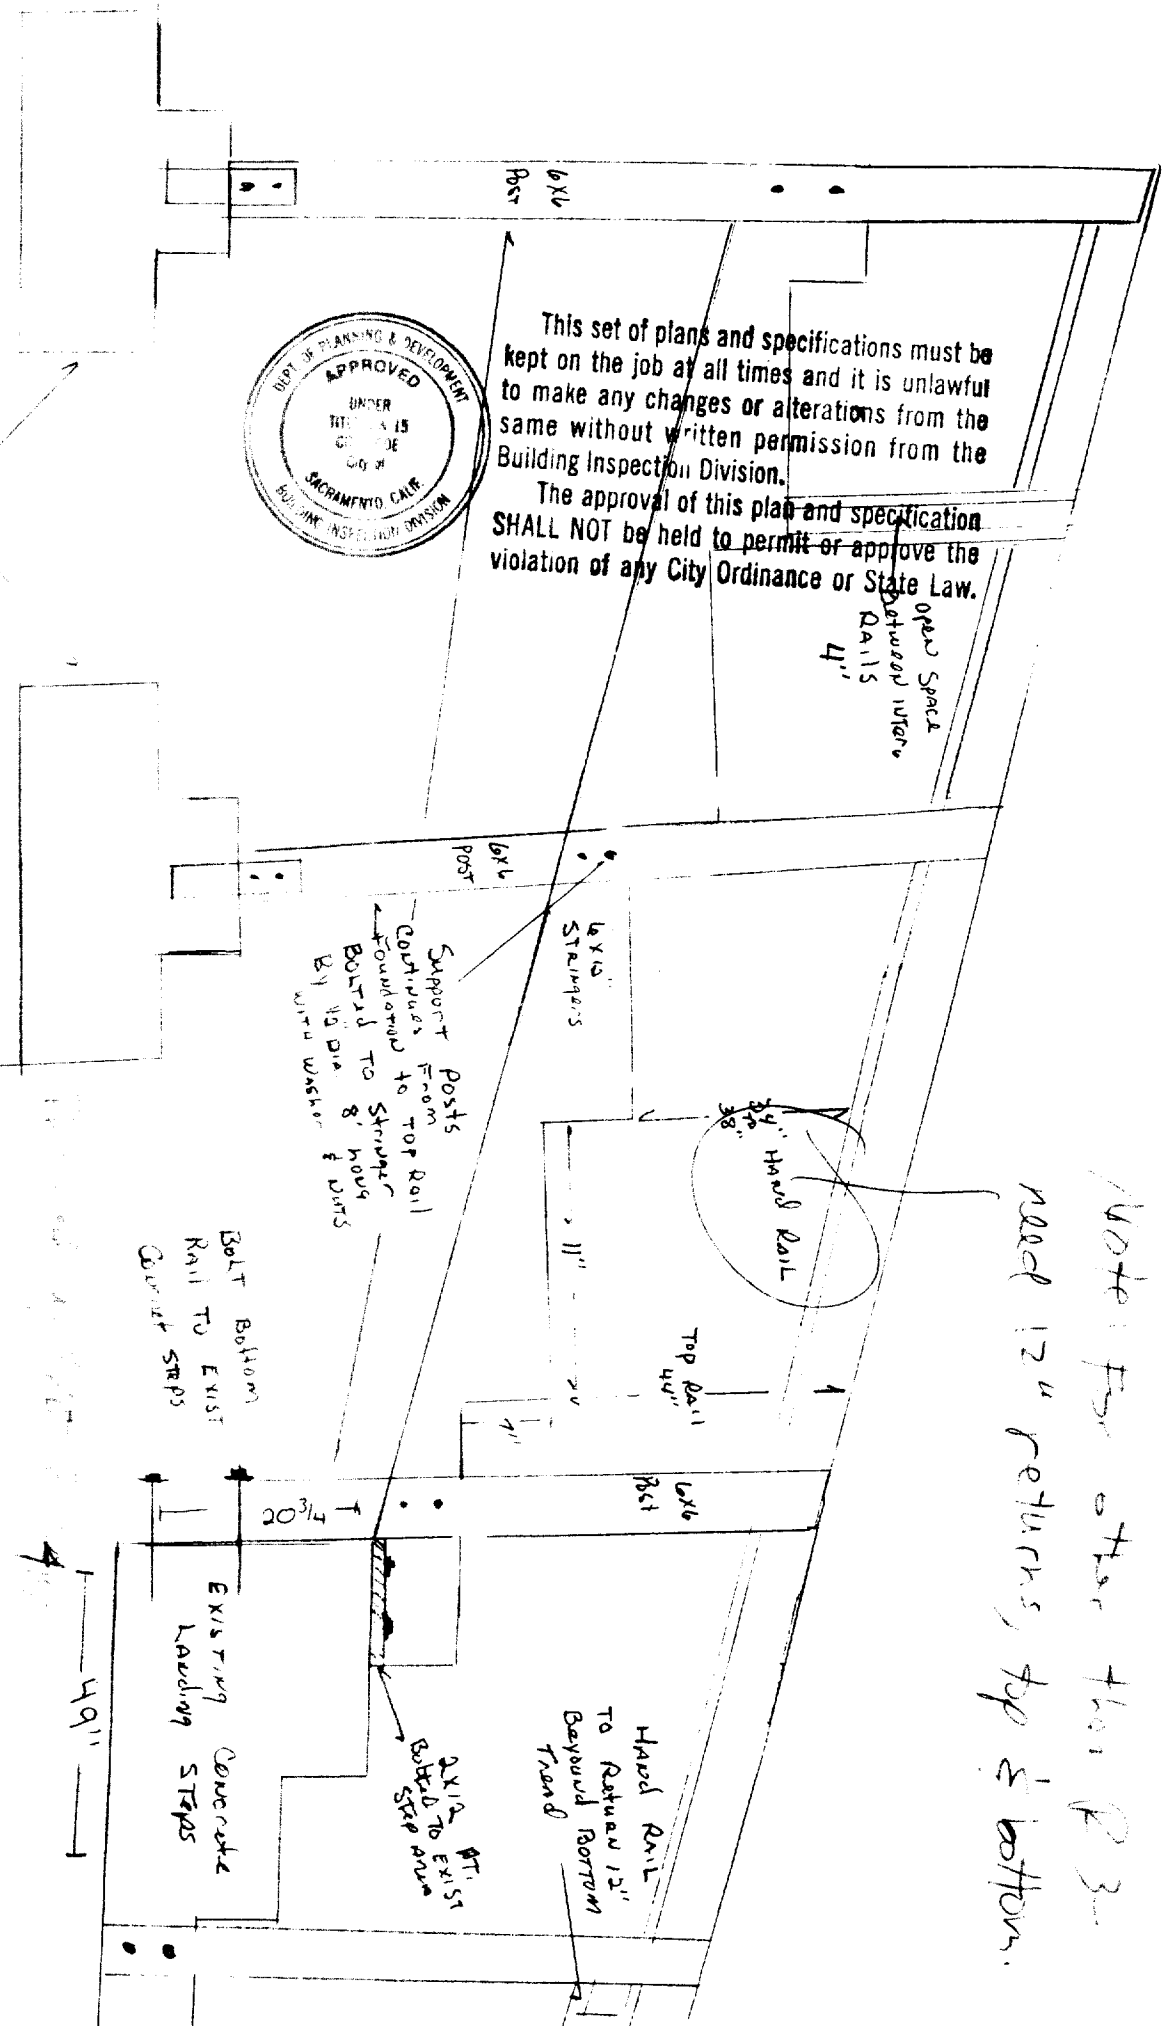 Note: For other than R3
need 12" returns, top & bottom.
This set of plans and specifications must be
kept on the job at all times and it is unlawful
to make any changes or alterations from the
same without written permission from the
Building Inspection Division.
The approval of this plan and specification
SHALL NOT be held to permit or approve the
violation of any City Ordinance or State Law.
DEPT OF PLANNING & DEVELOPMENT
APPROVED
UNDER
15
City of
SACRAMENTO, CALIF.
BUILDING INSPECTION DIVISION
6x6
Post
open Space
Between
RAILS
4"
6x6
POST
STRINGERS
Support Posts
Continues From
Foundation to TOP RAIL
BOLTED TO Stringer
By 1/2 DIA 8" LONG
WITH WASHER & NUTS
34"
to
38"
HAND RAIL
11"
TOP RAIL
44"
7"
6x6
Post
BOLT Bottom
RAIL TO EXIST
STEPS
20 3/4
EXISTING Concrete
LANDING STEPS
49"
2x12 PT.
Bolted TO EXIST
STEP
HAND RAIL
TO Return 12"
Beyound BOTTOM
Tread